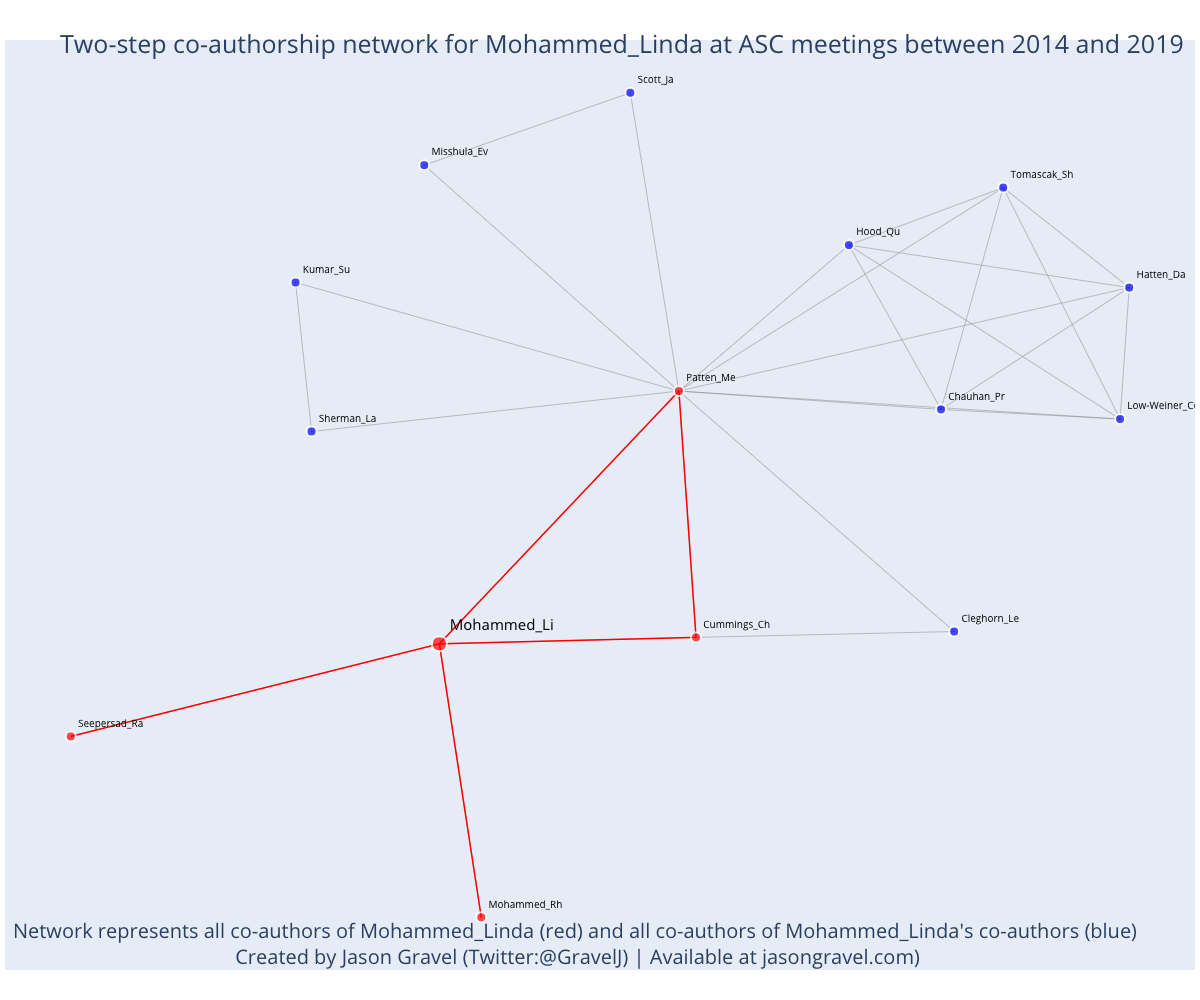 Two-step co-authorship network for Mohammed_Linda at ASC meetings between 2014 and 2019
Scott_Ja
Misshula_Ev
Tomascak_Sh
Hood_Qu
Kumar_Su
Hatten_Da
Patten_Me
Chauhan_Pr
Low-Weiner_Co
Sherman_La
Mohammed_Li
Cummings_Ch
Cleghorn_Le
Seepersad_Ra
Mohammed_Rh
Network represents all co-authors of Mohammed_Linda (red) and all co-authors of Mohammed_Linda's co-authors (blue)
Created by Jason Gravel (Twitter:@GravelJ) | Available at jasongravel.com)